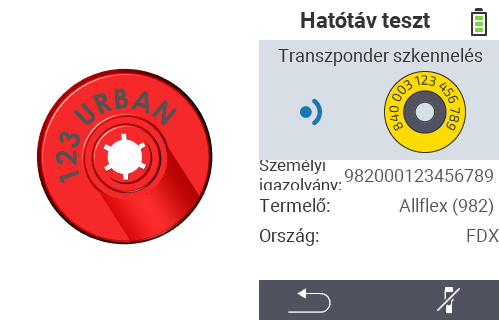 123 URBAN
Hatótáv teszt
Transzponder szkennelés
840 003 123 456 789
Személyi
igazolvány: 982000123456789
Termelő: Allflex (982)
Ország: FDX